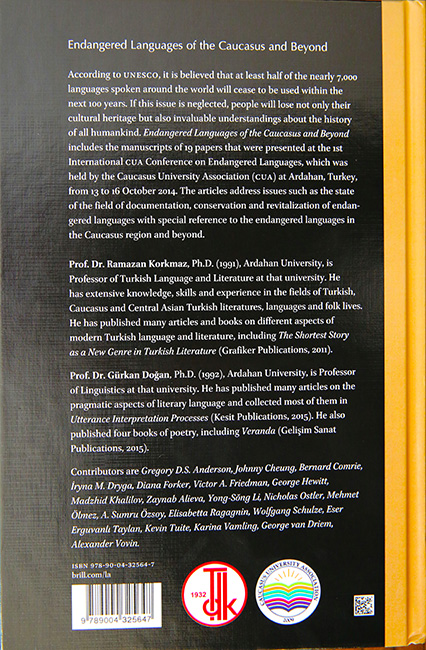 Endangered Languages of the Caucasus and Beyond
According to UNESCO, it is believed that at least half of the nearly 7,000
languages spoken around the world will cease to be used within the
next 100 years. If this issue is neglected, people will lose not only their
cultural heritage but also invaluable understandings about the history
of all humankind. Endangered Languages of the Caucasus and Beyond
includes the manuscripts of 19 papers that were presented at the 1st
International CUA Conference on Endangered Languages, which was
held by the Caucasus University Association (CUA) at Ardahan, Turkey,
from 13 to 16 October 2014. The articles address issues such as the state
of the field of documentation, conservation and revitalization of endan-
gered languages with special reference to the endangered languages in
the Caucasus region and beyond.
Prof. Dr. Ramazan Korkmaz, Ph.D. (1991), Ardahan University, is
Professor of Turkish Language and Literature at that university. He
has extensive knowledge, skills and experience in the fields of Turkish,
Caucasus and Central Asian Turkish literatures, languages and folk lives.
He has published many articles and books on different aspects of
modern Turkish language and literature, including The Shortest Story
as a New Genre in Turkish Literature (Grafiker Publications, 2011).
Prof. Dr. Gürkan Doğan, Ph.D. (1992), Ardahan University, is Professor
of Linguistics at that university. He has published many articles on the
pragmatic aspects of literary language and collected most of them in
Utterance Interpretation Processes (Kesit Publications, 2015). He also
published four books of poetry, including Veranda (Gelişim Sanat
Publications, 2015).
Contributors are Gregory D.S. Anderson, Johnny Cheung, Bernard Comrie,
İryna M. Dryga, Diana Forker, Victor A. Friedman, George Hewitt,
Madzhid Khalilov, Zaynab Alieva, Yong-Sŏng Li, Nicholas Ostler, Mehmet
Ölmez, A. Sumru Özsoy, Elisabetta Ragagnin, Wolfgang Schulze, Eser
Erguvanlı Taylan, Kevin Tuite, Karina Vamling, George van Driem,
Alexander Vovin.
ISBN 978-90-04-32564-7
brill.com/la
9 789004 325647
1932
TDK
CAUCASUS UNIVERSITY ASSOCIATION
2009